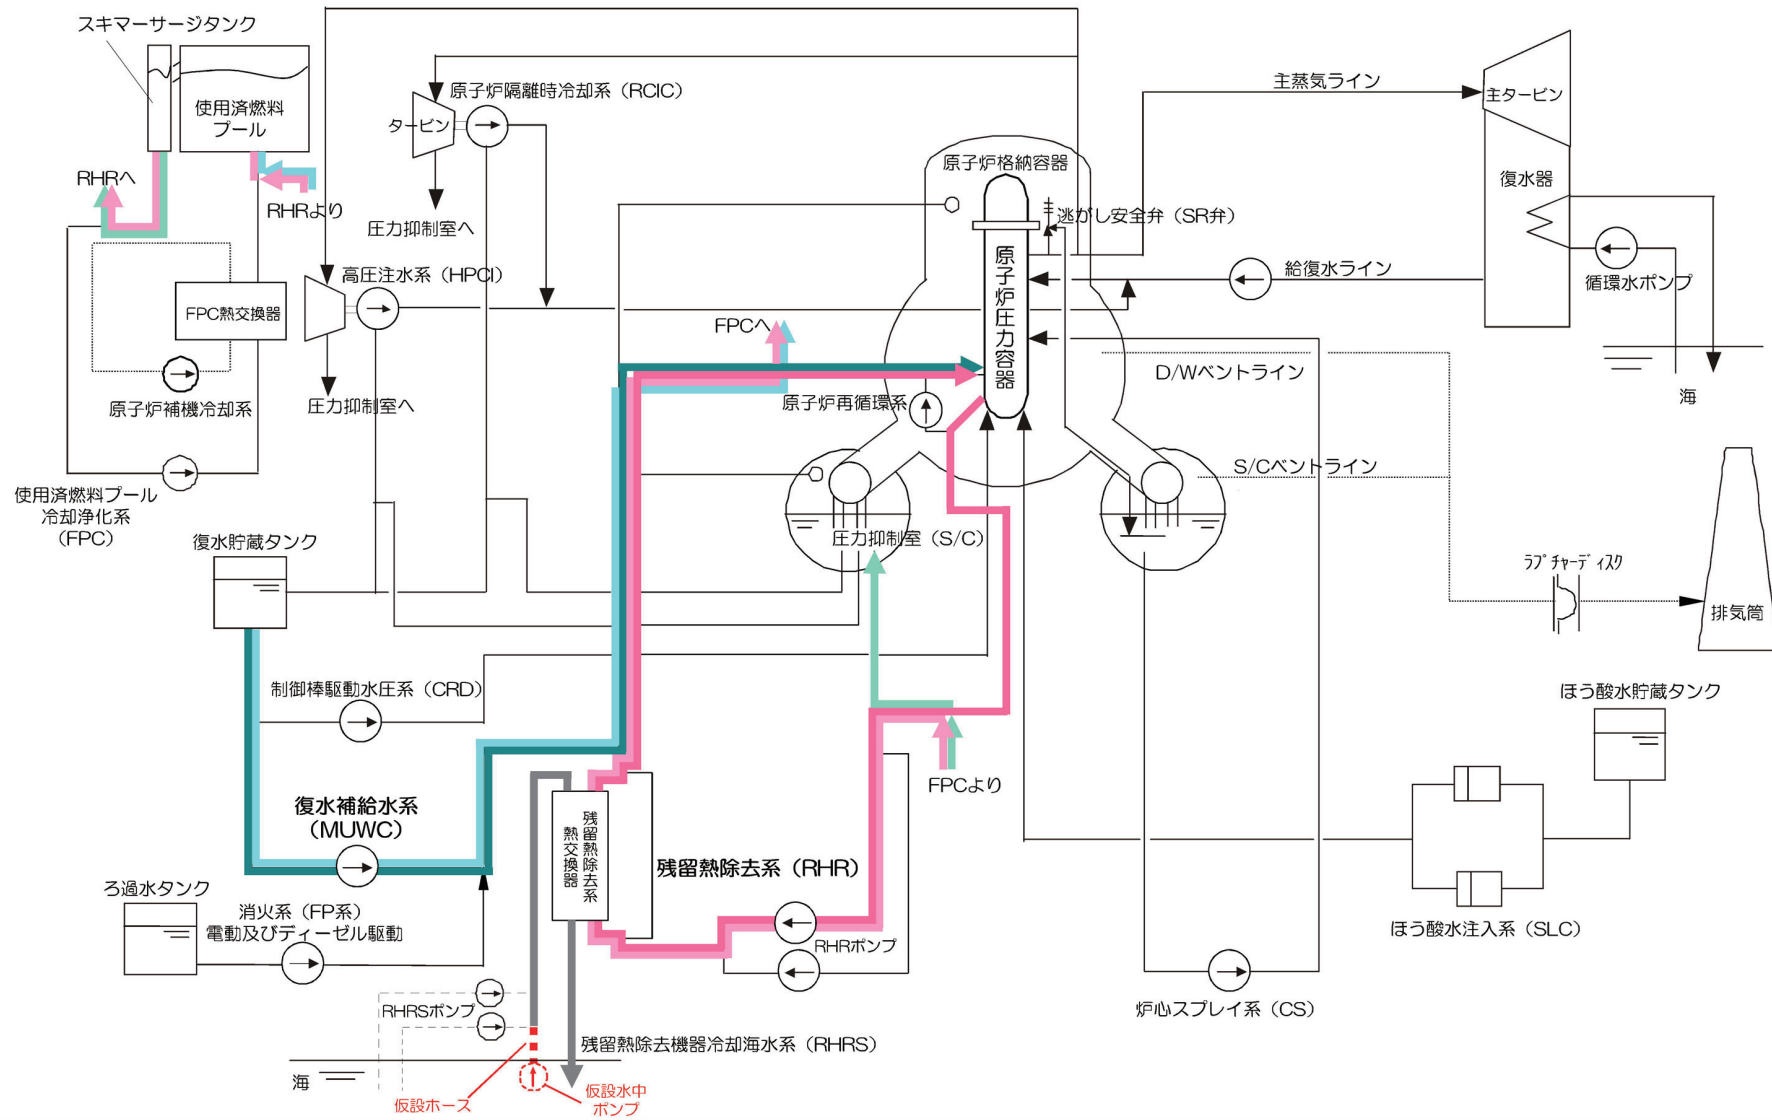 スキマーサージタンク
使用済燃料
プール
RHRへ
RHRより
原子炉隔離時冷却系（RCIC）
タービン
圧力抑制室へ
高圧注水系（HPCI）
圧力抑制室へ
FPC熱交換器
原子炉補機冷却系
使用済燃料プール
冷却浄化系
（FPC）
FPCへ
原子炉格納容器
逃がし安全弁（SR弁）
原子炉圧力容器
原子炉再循環系
圧力抑制室（S/C）
主蒸気ライン
主タービン
復水器
給復水ライン
循環水ポンプ
海
D/Wベントライン
S/Cベントライン
ラプチャーディスク
排気筒
復水貯蔵タンク
制御棒駆動水圧系（CRD）
復水補給水系
（MUWC）
ろ過水タンク
消火系（FP系）
電動及びディーゼル駆動
残留熱除去系
熱交換器
残留熱除去系（RHR）
RHRポンプ
FPCより
RHRSポンプ
残留熱除去機器冷却海水系（RHRS）
海
仮設ホース
仮設水中
ポンプ
ほう酸水貯蔵タンク
ほう酸水注入系（SLC）
炉心スプレイ系（CS）